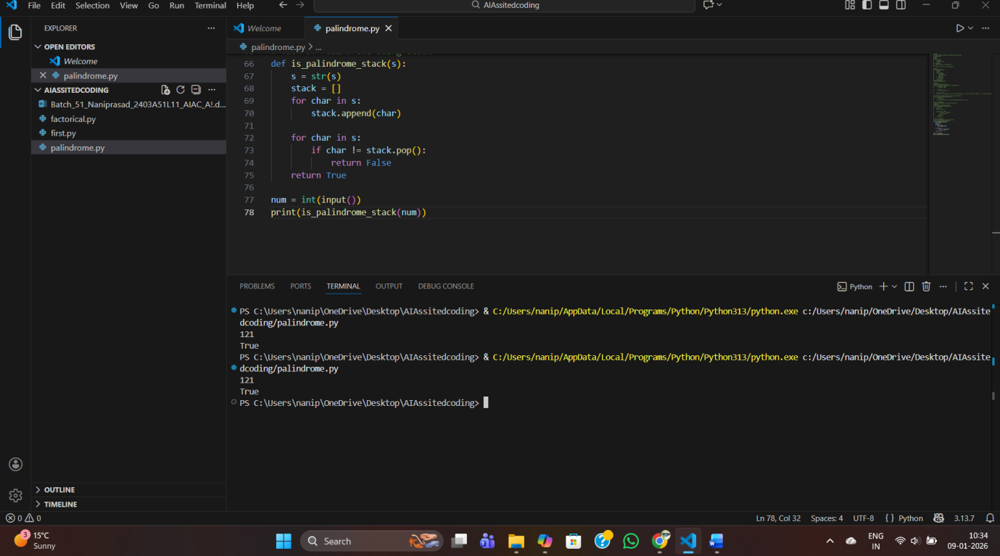 File Edit Selection View Go Run Terminal Help
AIAssitedcoding
EXPLORER
OPEN EDITORS
Welcome
palindrome.py
AIASSITEDCODING
Batch_51_Naniprasad_2403A51L11_AIAC_A!.d...
factorical.py
first.py
palindrome.py
OUTLINE
TIMELINE
Welcome
palindrome.py
palindrome.py > ...
66 def is_palindrome_stack(s):
67 s = str(s)
68 stack = []
69 for char in s:
70 stack.append(char)
71
72 for char in s:
73 if char != stack.pop():
74 return False
75 return True
76
77 num = int(input())
78 print(is_palindrome_stack(num))
PROBLEMS PORTS TERMINAL OUTPUT DEBUG CONSOLE
Python
PS C:\Users\nanip\OneDrive\Desktop\AIAssitedcoding> & C:/Users/nanip/AppData/Local/Programs/Python/Python313/python.exe c:/Users/nanip/OneDrive/Desktop/AIAssite
dcoding/palindrome.py
121
True
PS C:\Users\nanip\OneDrive\Desktop\AIAssitedcoding> & C:/Users/nanip/AppData/Local/Programs/Python/Python313/python.exe c:/Users/nanip/OneDrive/Desktop/AIAssite
dcoding/palindrome.py
121
True
PS C:\Users\nanip\OneDrive\Desktop\AIAssitedcoding>
0 0
Ln 78, Col 32 Spaces: 4 UTF-8 { } Python 3.13.7
3
15°C
Sunny
Search
ENG
IN
10:34
09-01-2026